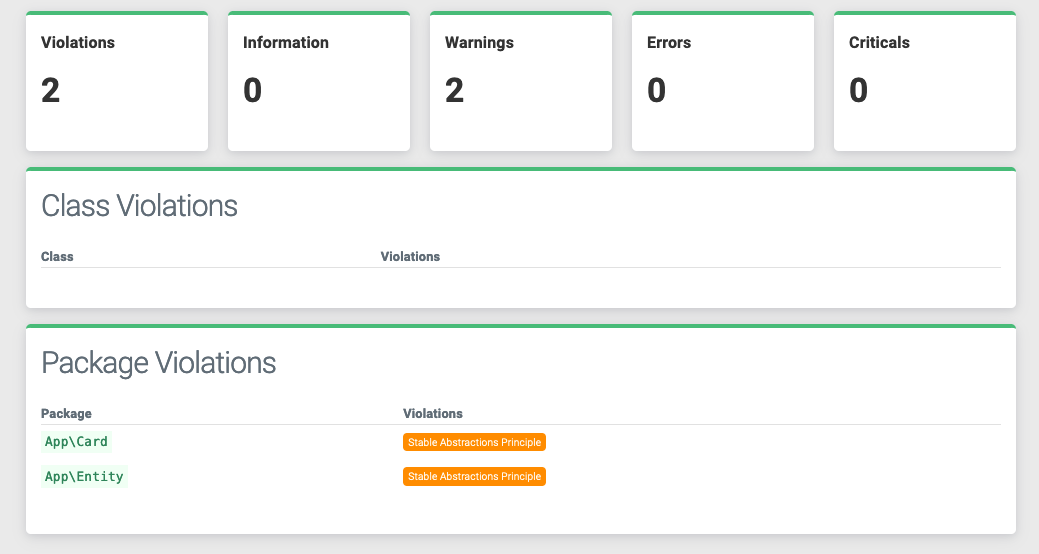 Violations Information Warnings Errors Criticals
2 0 2 0 0
Class Violations
Class Violations
Package Violations
Package Violations
App\Card Stable Abstractions Principle
App\Entity Stable Abstractions Principle